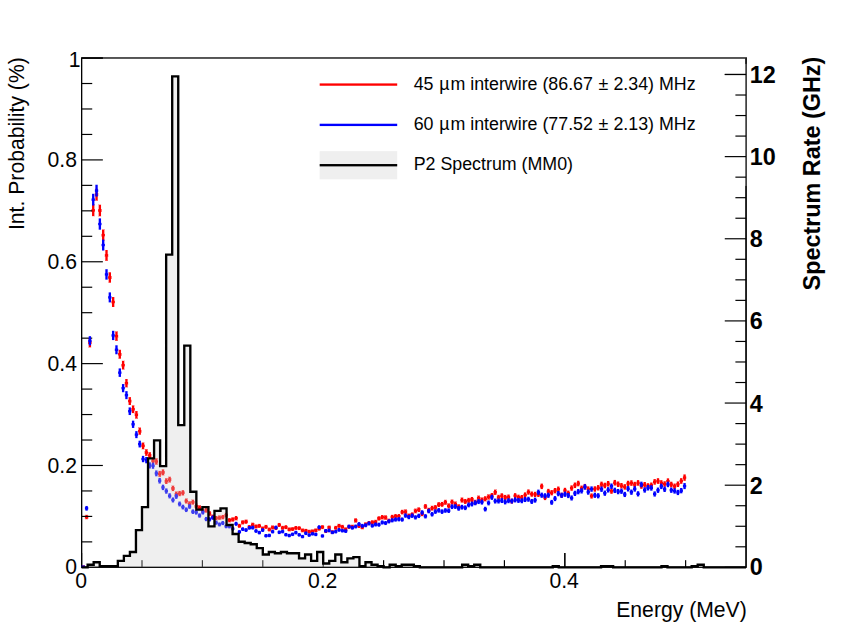 Int. Probability (%)
1
0.8
0.6
0.4
0.2
0
45 μm interwire (86.67 ± 2.34) MHz
60 μm interwire (77.52 ± 2.13) MHz
P2 Spectrum (MM0)
12
10
8
6
4
2
0
Spectrum Rate (GHz)
0
0.2
0.4
Energy (MeV)